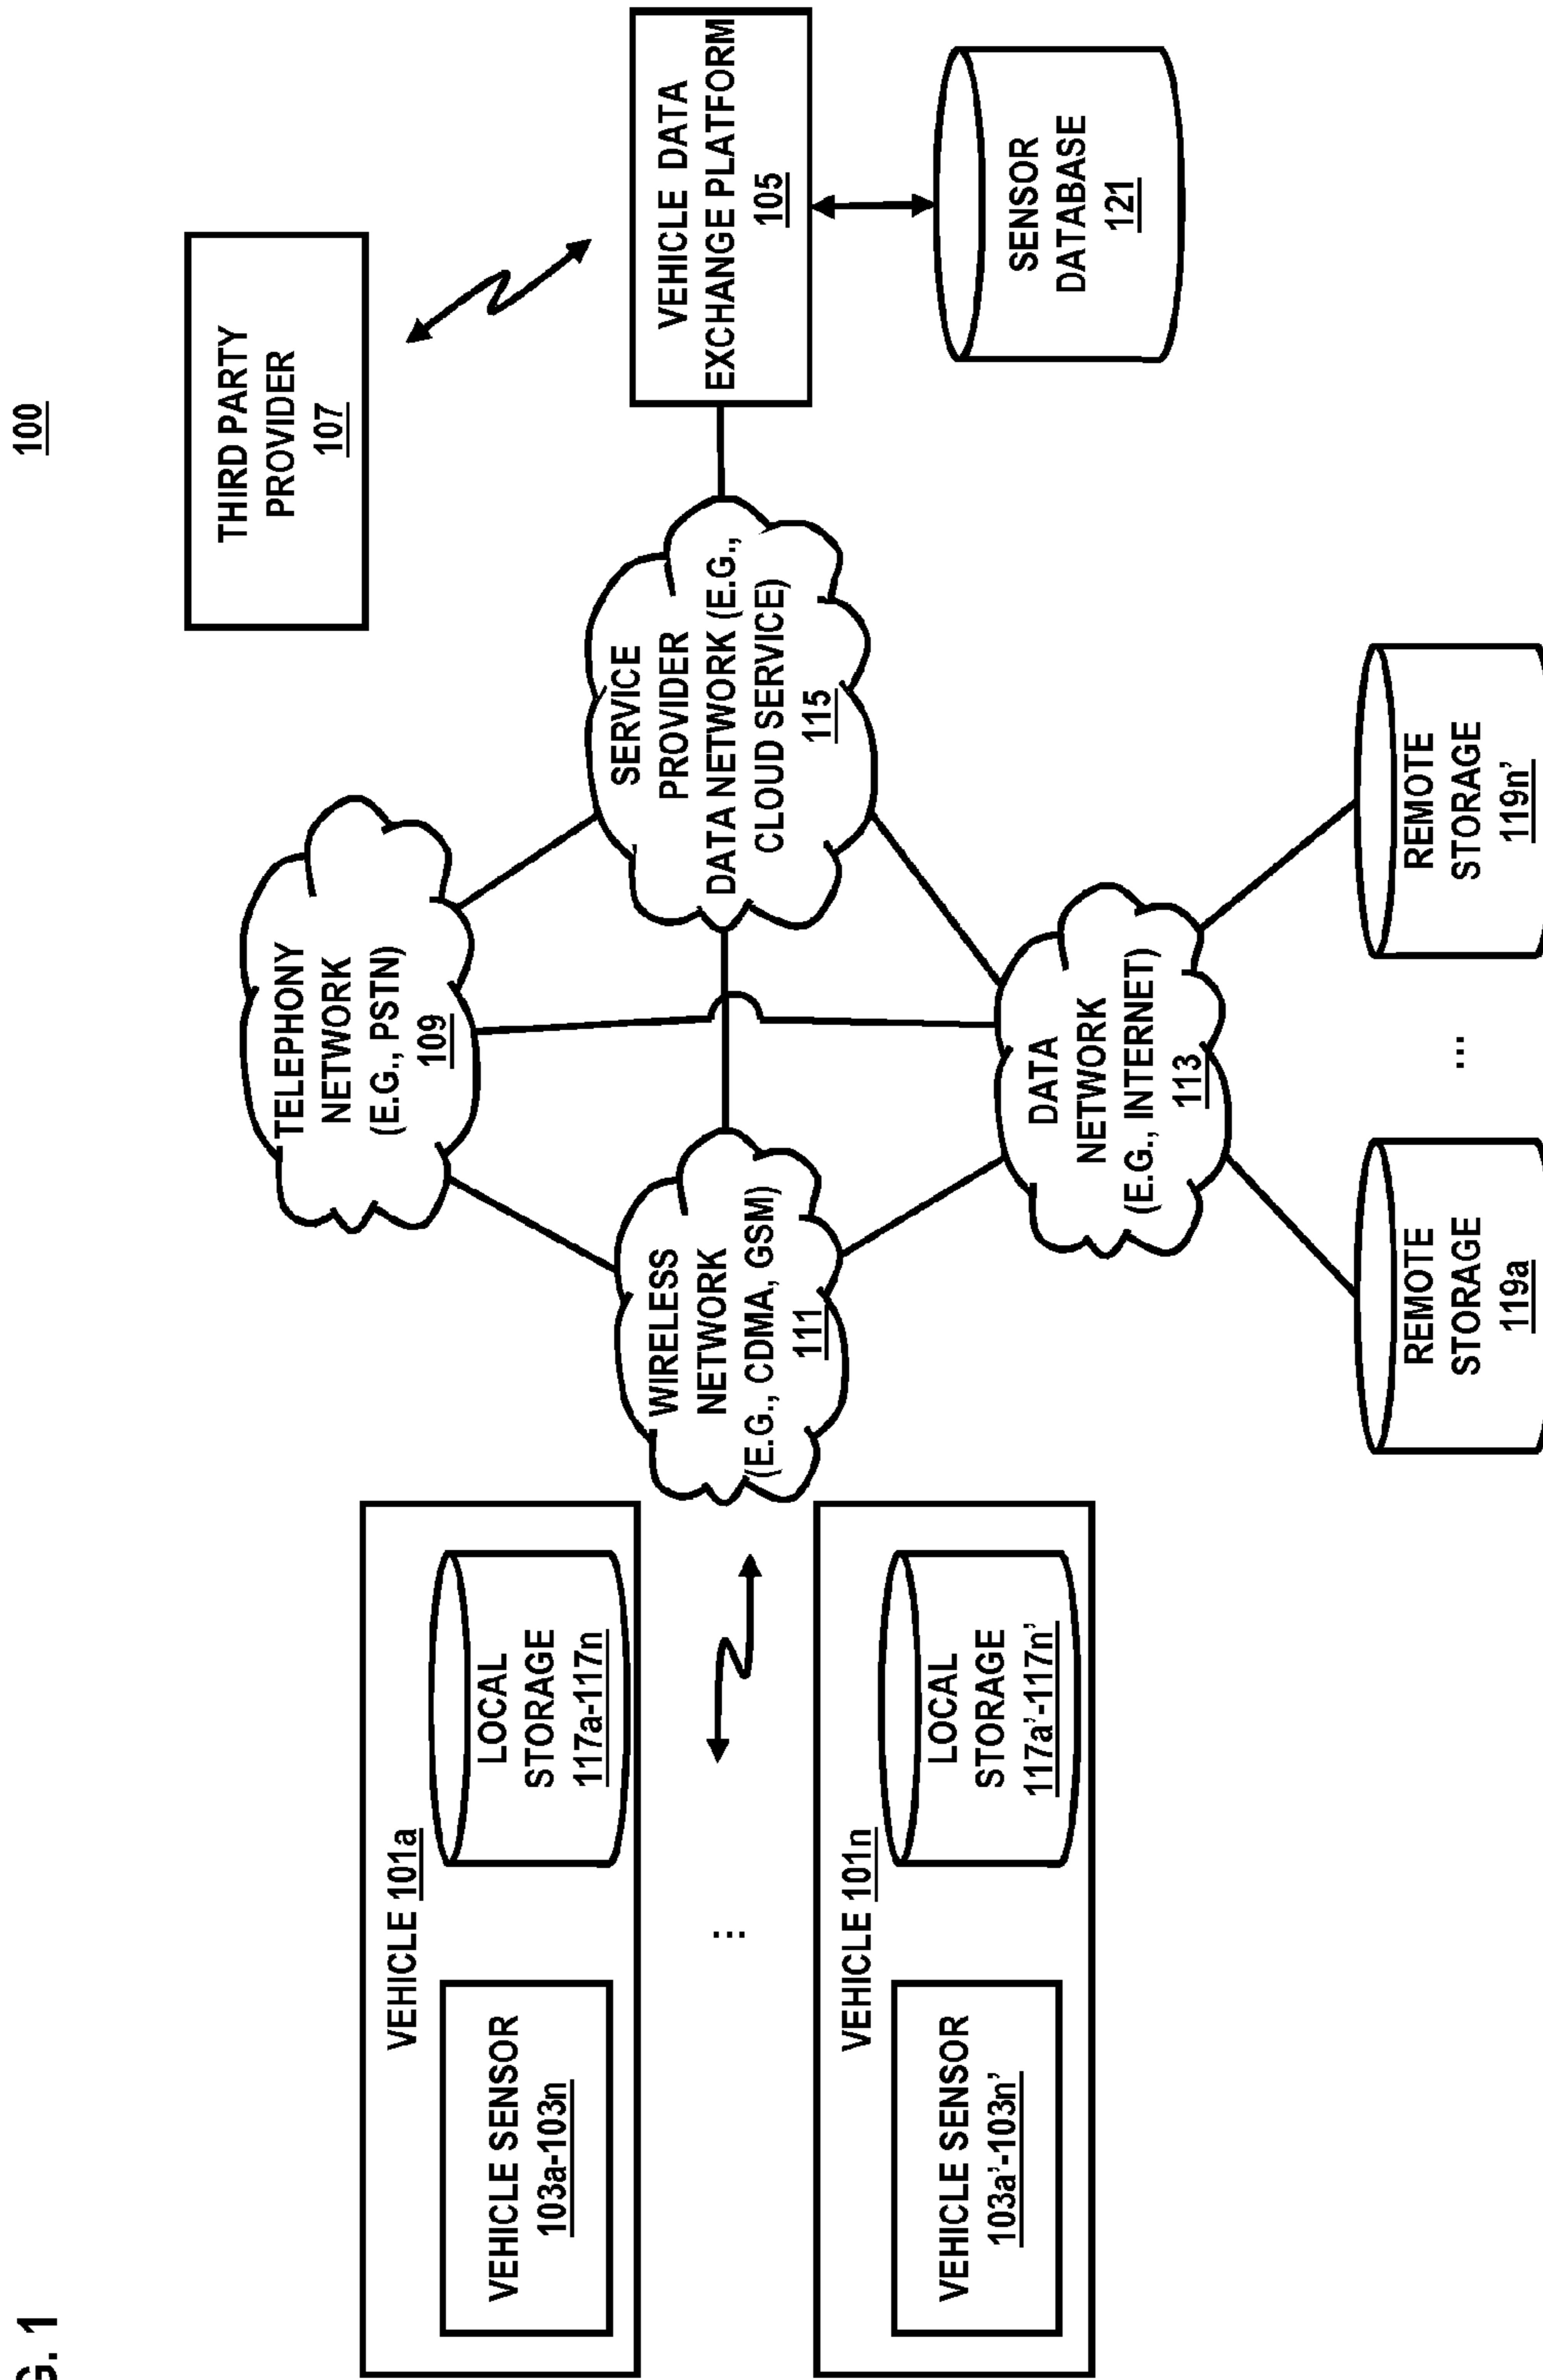 G. 1
100
THIRD PARTY
PROVIDER
107
TELEPHONY
NETWORK
(E.G., PSTN)
109
VEHICLE 101a
VEHICLE SENSOR
103a-103n
LOCAL
STORAGE
117a-117n
...
WIRELESS
NETWORK
(E.G., CDMA, GSM)
111
SERVICE
PROVIDER
DATA NETWORK (E.G.,
CLOUD SERVICE)
115
VEHICLE DATA
EXCHANGE PLATFORM
105
VEHICLE 101n
VEHICLE SENSOR
103a'-103n'
LOCAL
STORAGE
117a'-117n'
DATA
NETWORK
(E.G., INTERNET)
113
SENSOR
DATABASE
121
REMOTE
STORAGE
119a
...
REMOTE
STORAGE
119n'